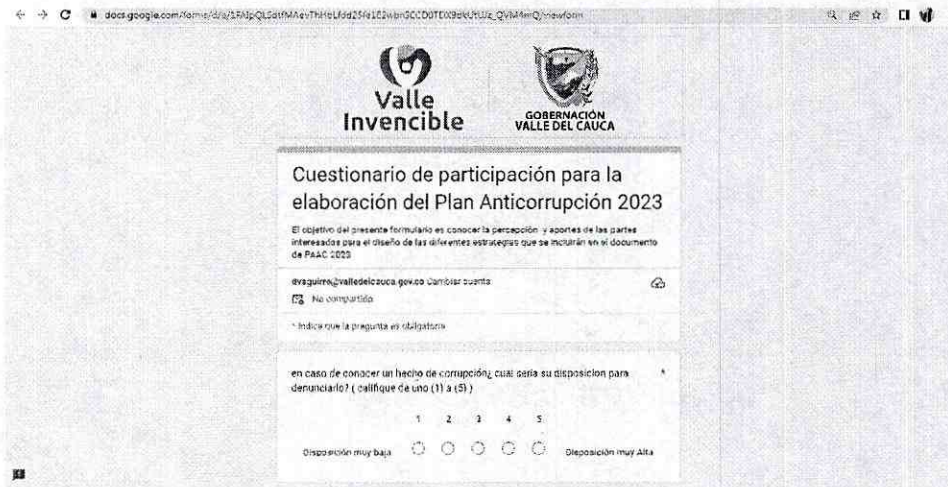 Valle
Invencible
GOBERNACIÓN
VALLE DEL CAUCA
Cuestionario de participación para la
elaboración del Plan Anticorrupción 2023
El objetivo del presente formulario es conocer la percepción y aportes de las partes
interesadas para el diseño de las diferentes estrategias que se incluirán en el documento
de PAAC 2023
Cambiar cuenta
No compartido
* Indica que la pregunta es obligatoria
en caso de conocer un hecho de corrupción¿ cual seria su disposicion para *
denunciarlo? ( califique de uno (1) a (5) )
1 2 3 4 5
Disposición muy baja Disposición muy Alta